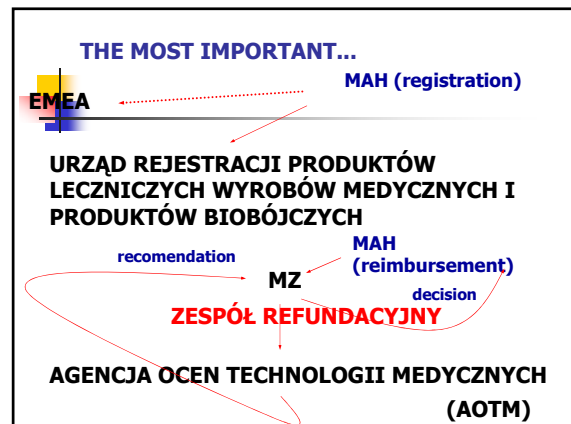 THE MOST IMPORTANT...
MAH (registration)
EMEA
URZĄD REJESTRACJI PRODUKTÓW
LECZNICZYCH WYROBÓW MEDYCZNYCH I
PRODUKTÓW BIOBÓJCZYCH
recomendation
MAH
(reimbursement)
MZ
decision
ZESPÓŁ REFUNDACYJNY
AGENCJA OCEN TECHNOLOGII MEDYCZNYCH
(AOTM)